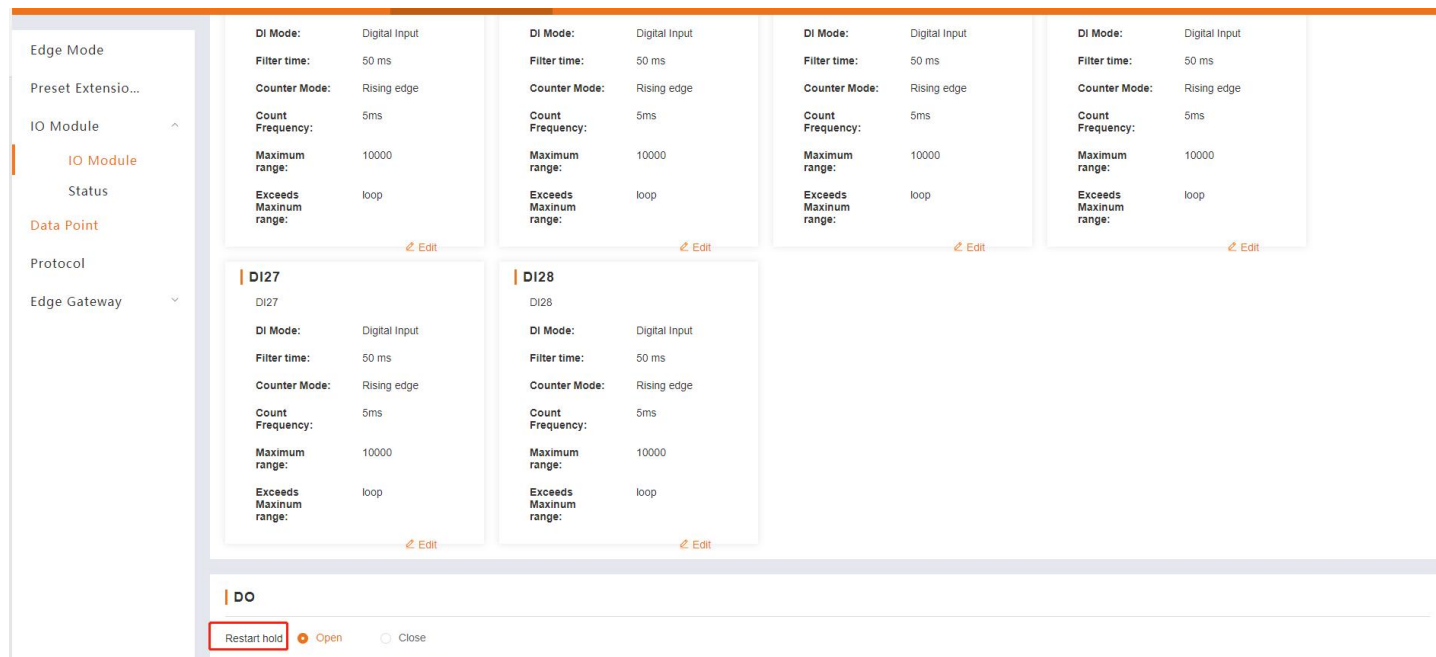 Edge Mode
Preset Extensio...
IO Module
IO Module
Status
Data Point
Protocol
Edge Gateway
DI Mode: Digital Input
Filter time: 50 ms
Counter Mode: Rising edge
Count
Frequency: 5ms
Maximum
range: 10000
Exceeds
Maxinum
range: loop
Edit
DI Mode: Digital Input
Filter time: 50 ms
Counter Mode: Rising edge
Count
Frequency: 5ms
Maximum
range: 10000
Exceeds
Maxinum
range: loop
Edit
DI Mode: Digital Input
Filter time: 50 ms
Counter Mode: Rising edge
Count
Frequency: 5ms
Maximum
range: 10000
Exceeds
Maxinum
range: loop
Edit
DI Mode: Digital Input
Filter time: 50 ms
Counter Mode: Rising edge
Count
Frequency: 5ms
Maximum
range: 10000
Exceeds
Maxinum
range: loop
Edit
DI27
DI27
DI Mode: Digital Input
Filter time: 50 ms
Counter Mode: Rising edge
Count
Frequency: 5ms
Maximum
range: 10000
Exceeds
Maxinum
range: loop
Edit
DI28
DI28
DI Mode: Digital Input
Filter time: 50 ms
Counter Mode: Rising edge
Count
Frequency: 5ms
Maximum
range: 10000
Exceeds
Maxinum
range: loop
Edit
DO
Restart hold Open Close